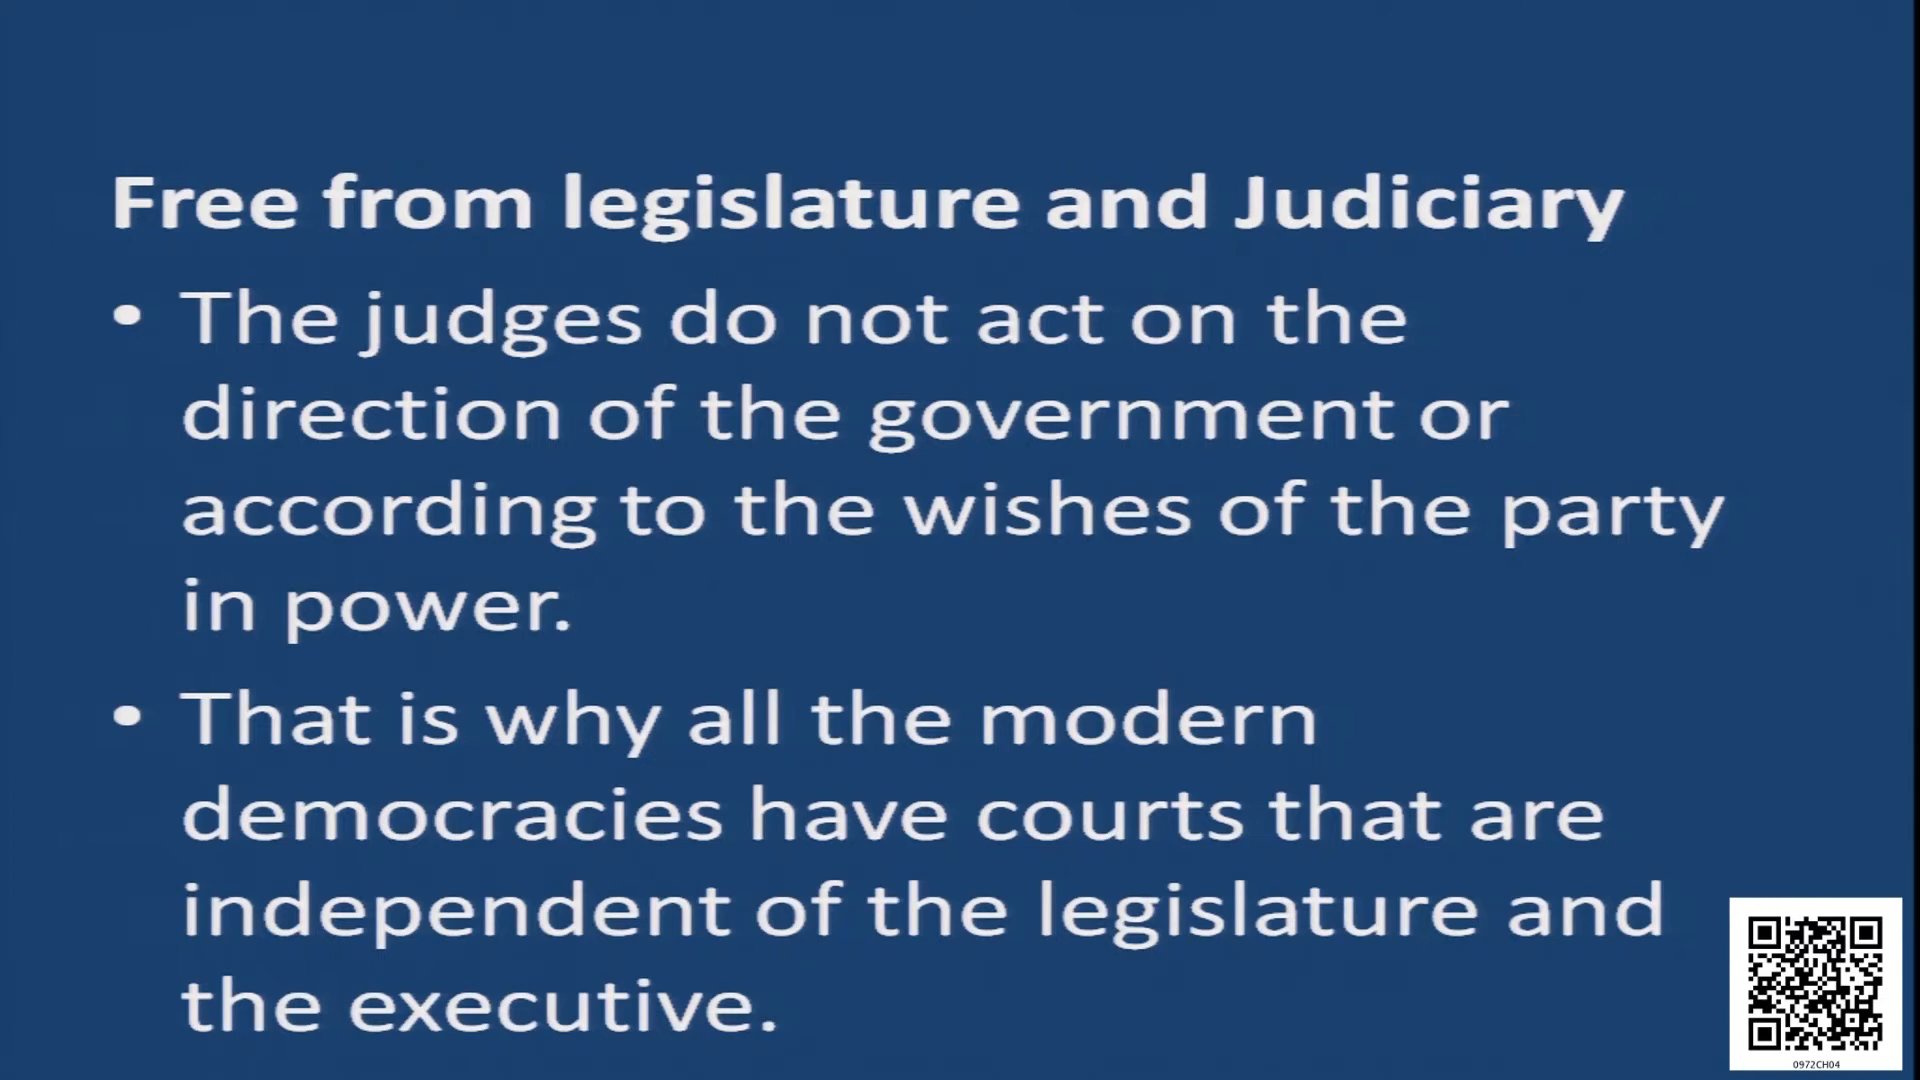 Free from legislature and Judiciary
• The judges do not act on the
direction of the government or
according to the wishes of the party
in power.
• That is why all the modern
democracies have courts that are
independent of the legislature and
the executive.
0972CH04